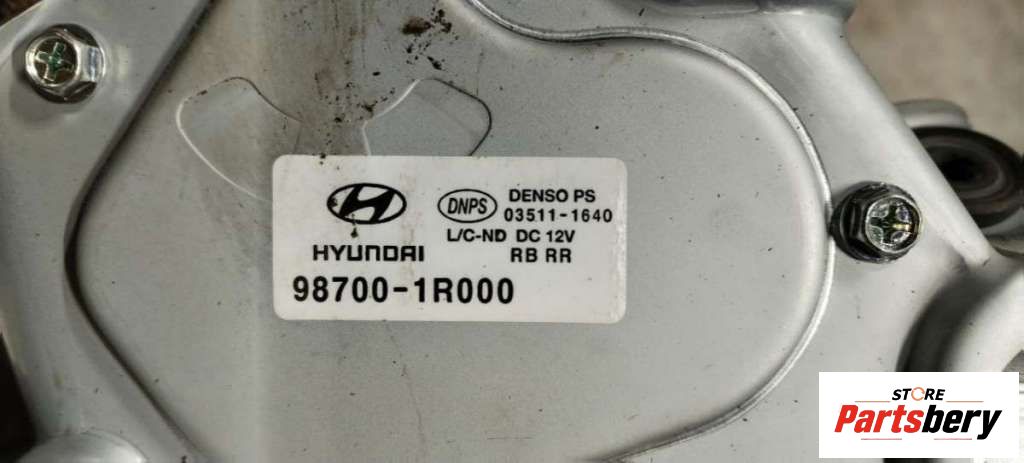 HYUNDAI
98700-1R000
DNPS
DENSO PS
03511-1640
L/C-ND DC 12V
RB RR
STORE
Partsbery